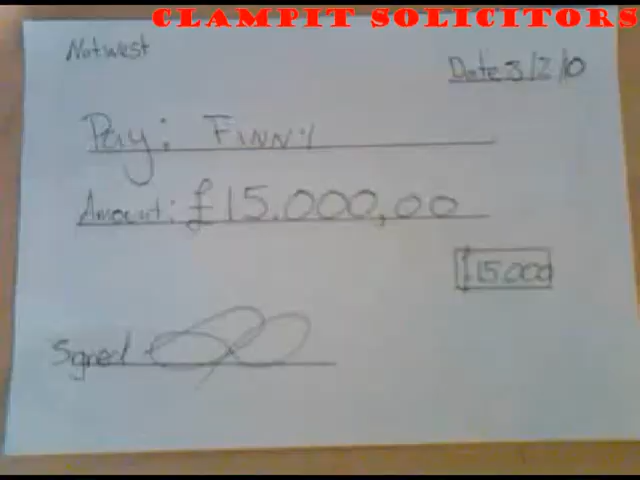 CLAMPIT SOLICITORS
Natwest
Date 3/2/10
Pay: FINNY
Amount: £15.000,00
£15.000
Signed